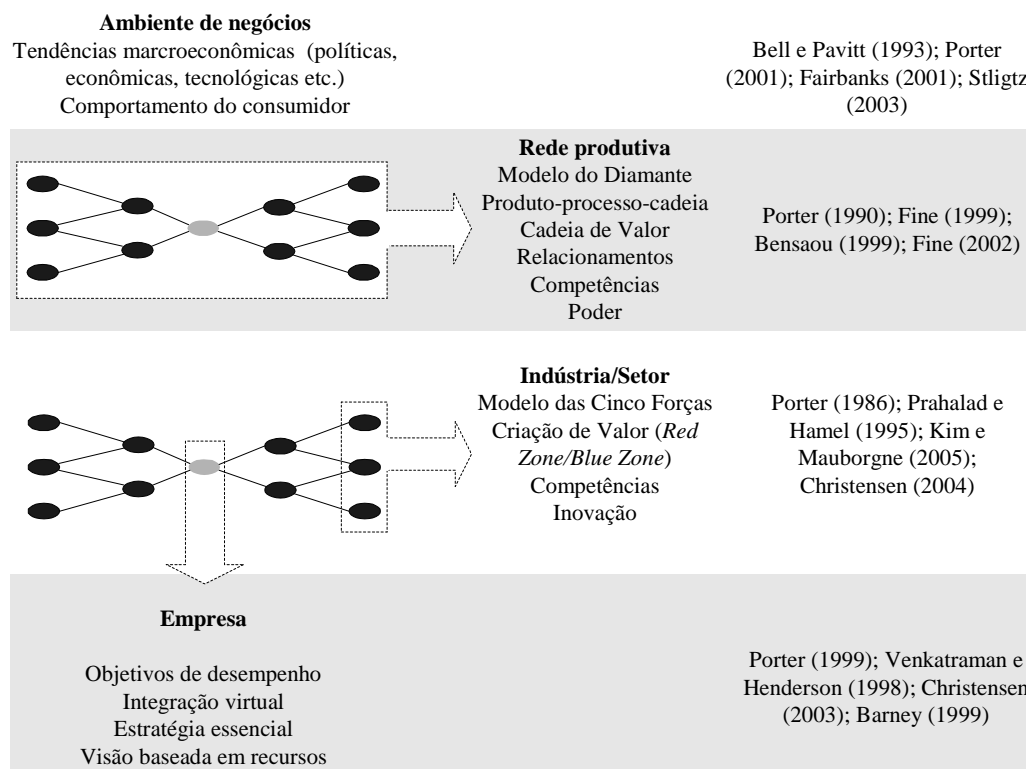 Ambiente de negócios
Tendências marcroeconômicas (políticas,
econômicas, tecnológicas etc.)
Comportamento do consumidor
Bell e Pavitt (1993); Porter
(2001); Fairbanks (2001); Stligtz
(2003)
Rede produtiva
Modelo do Diamante
Produto-processo-cadeia
Cadeia de Valor
Relacionamentos
Competências
Poder
Porter (1990); Fine (1999);
Bensaou (1999); Fine (2002)
Indústria/Setor
Modelo das Cinco Forças
Criação de Valor (Red
Zone/Blue Zone)
Competências
Inovação
Porter (1986); Prahalad e
Hamel (1995); Kim e
Mauborgne (2005);
Christensen (2004)
Empresa
Objetivos de desempenho
Integração virtual
Estratégia essencial
Visão baseada em recursos
Porter (1999); Venkatraman e
Henderson (1998); Christensen
(2003); Barney (1999)